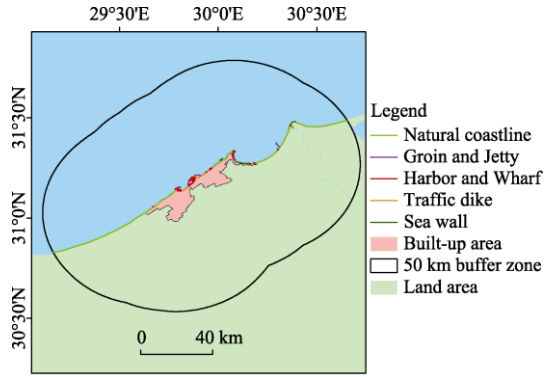 29°30'E 30°0'E 30°30'E
31°30'N
31°0'N
30°30'N
Legend
Natural coastline
Groin and Jetty
Harbor and Wharf
Traffic dike
Sea wall
Built-up area
50 km buffer zone
Land area
0 40 km